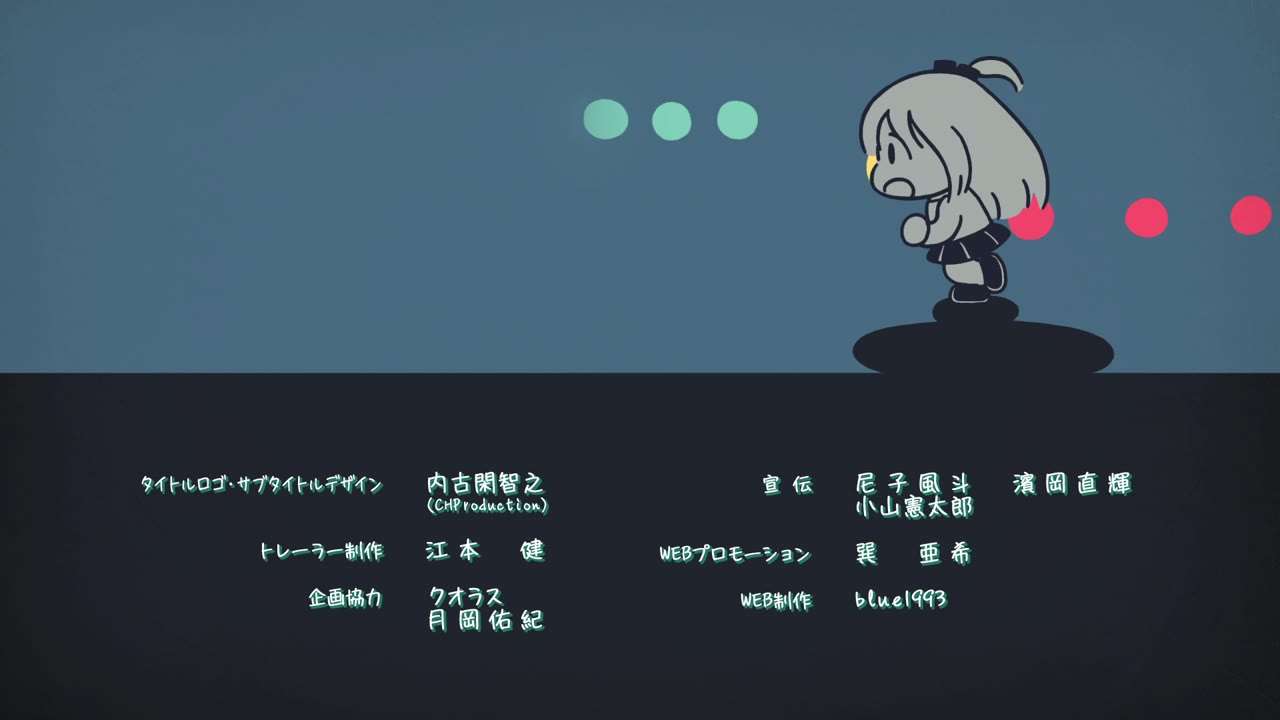 タイトルロゴ・サブタイトルデザイン 内古閑智之
(CHProduction)
トレーラー制作 江本 健
企画協力 クオラス
月岡佑紀
宣伝 尼子風斗 濱岡直輝
小山憲太郎
WEBプロモーション 巽 亜希
WEB制作 blue1993